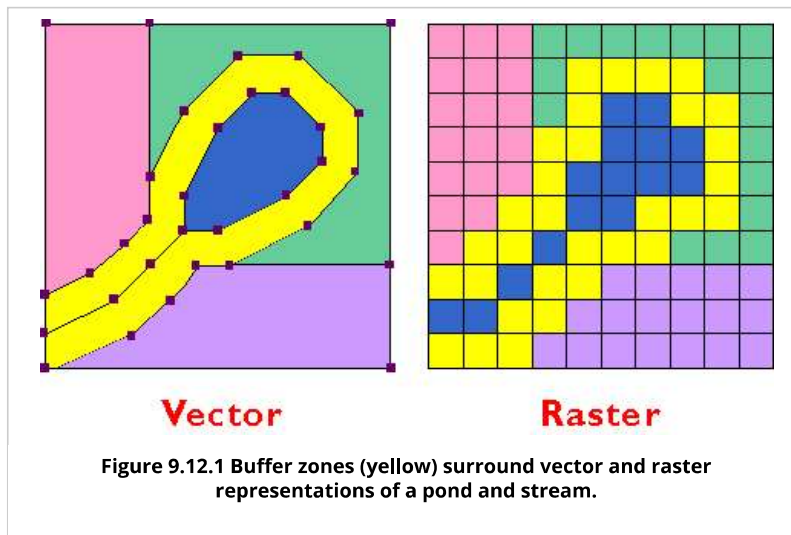 Vector
Raster
Figure 9.12.1 Buffer zones (yellow) surround vector and raster
representations of a pond and stream.